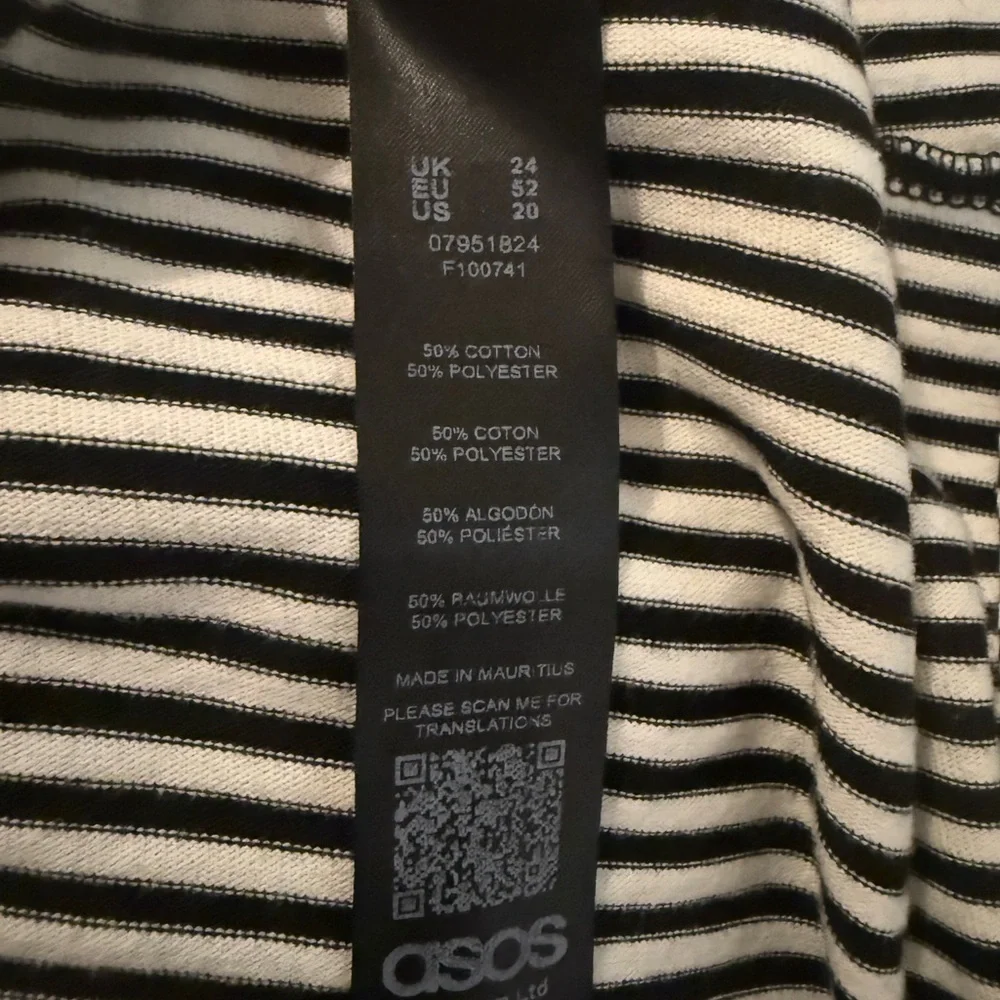 UK 24
EU 52
US 20
07951824
F100741
50% COTTON
50% POLYESTER
50% COTON
50% POLYESTER
50% ALGODÓN
50% POLIÉSTER
50% BAUMWOLLE
50% POLYESTER
MADE IN MAURITIUS
PLEASE SCAN ME FOR
TRANSLATIONS
asos
Ltd